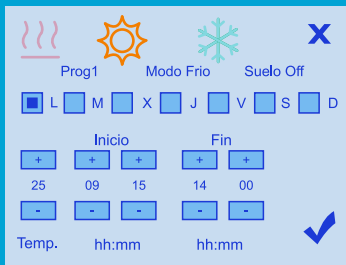 X
Prog1 Modo Frio Suelo Off
L M X J V S D
Inicio Fin
+ + + + +
25 09 15 14 00
- - - - -
Temp. hh:mm hh:mm